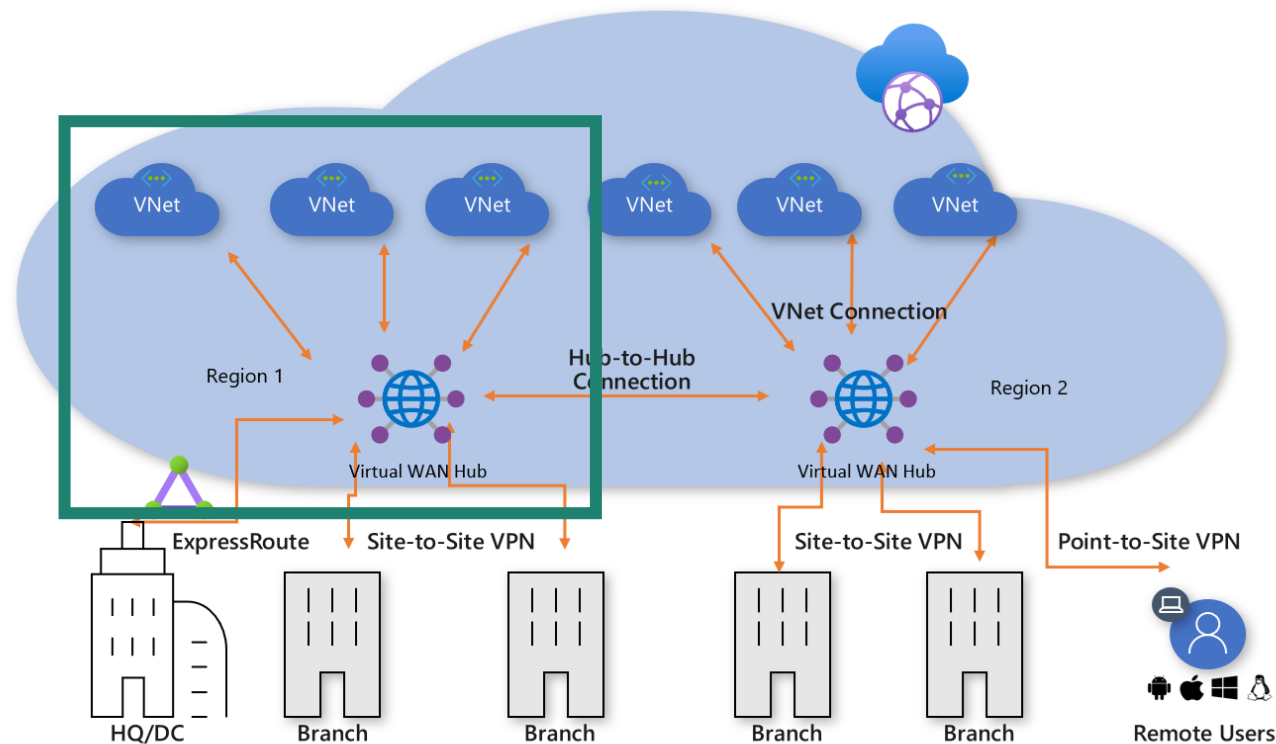 VNet
VNet
VNet
VNet
VNet
VNet
VNet Connection
Hub-to-Hub
Connection
Region 1
Region 2
Virtual WAN Hub
Virtual WAN Hub
ExpressRoute
Site-to-Site VPN
Site-to-Site VPN
Point-to-Site VPN
HQ/DC
Branch
Branch
Branch
Branch
Remote Users